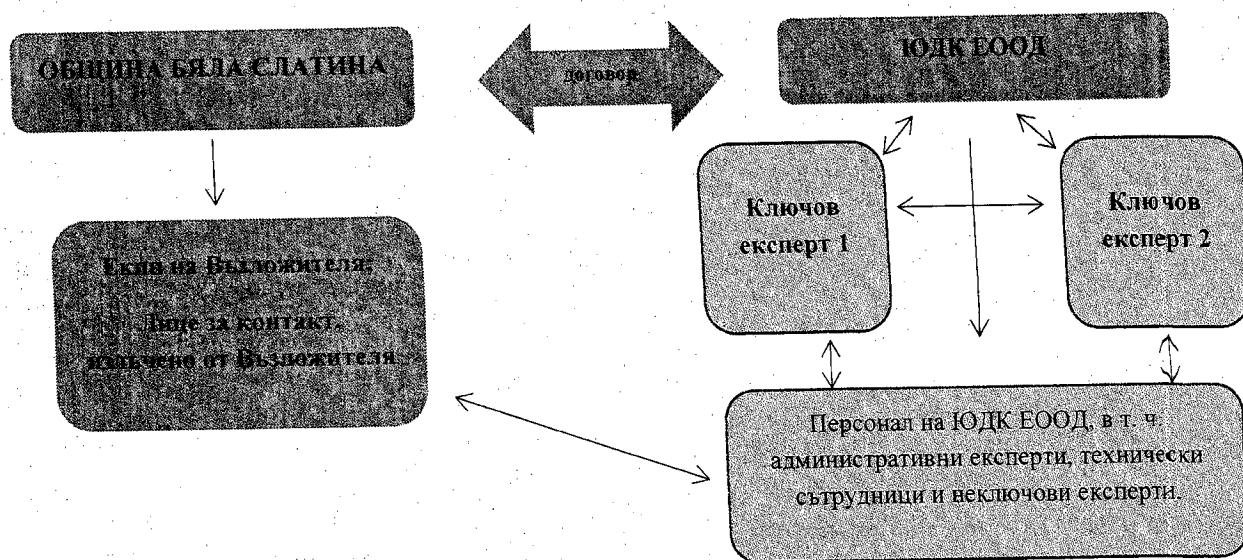 ОБЩИНА БЯЛА СЛАТИНА
договор
ЮДК ЕООД
Ключов
експерт 1
Ключов
експерт 2
Екип на Възложителя:
Лице за контакт,
излъчено от Възложителя
Персонал на ЮДК ЕООД, в т. ч.
административни експерти, технически
сътрудници и неключови експерти.